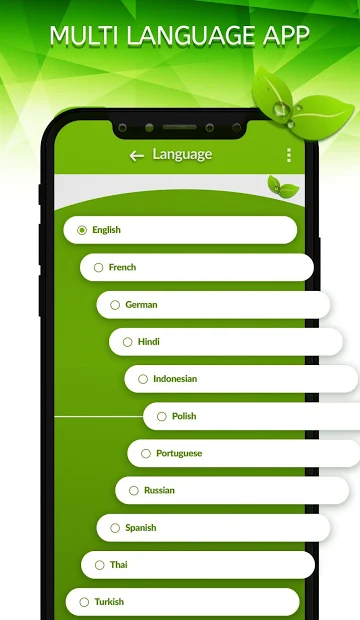 MULTI LANGUAGE APP
Language
English
French
German
Hindi
Indonesian
Polish
Portuguese
Russian
Spanish
Thai
Turkish